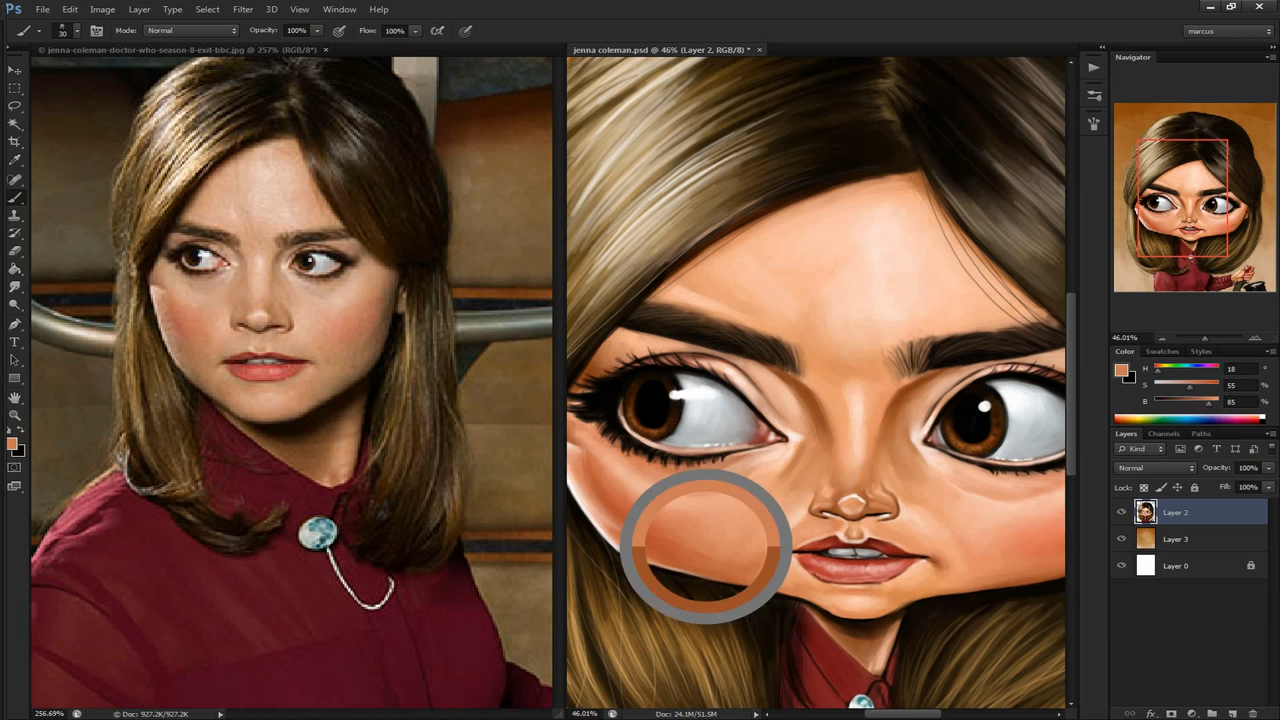 Ps File Edit Image Layer Type Select Filter 3D View Window Help
30 Mode: Normal Opacity: 100% Flow: 100% marcus
© jenna-coleman-doctor-who-season-8-exit-bbc.jpg @ 257% (RGB/8*) × jenna coleman.psd @ 46% (Layer 2, RGB/8) * ×
Navigator
46.01%
Color Swatches Styles
H 18 °
S 55 %
B 85 %
Layers Channels Paths
Kind
Normal Opacity: 100%
Lock: Fill: 100%
Layer 2
Layer 3
Layer 0
256.69% © Doc: 927.2K/927.2K 46.01% Doc: 24.1M/51.5M